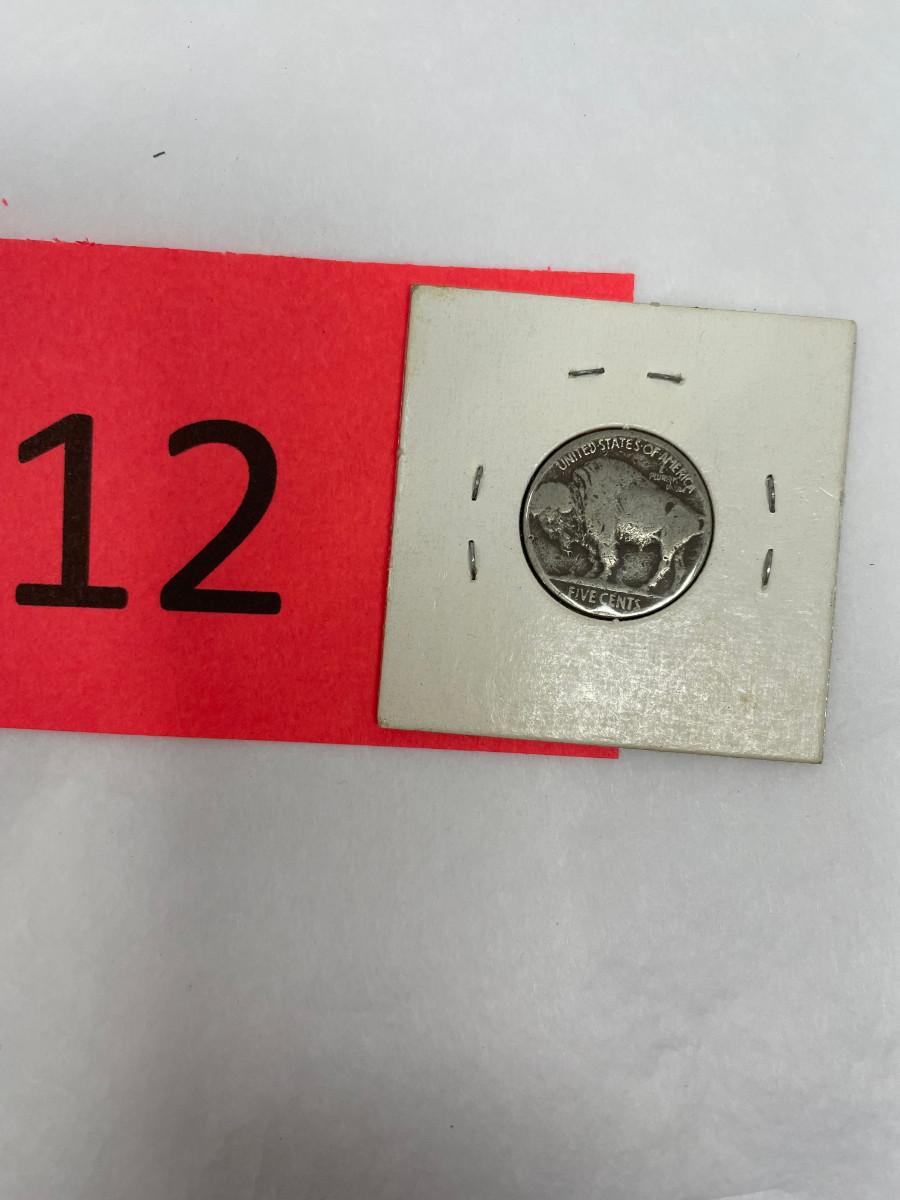 12
UNITED STATES OF AMERICA
PLURIBUS
FIVE CENTS